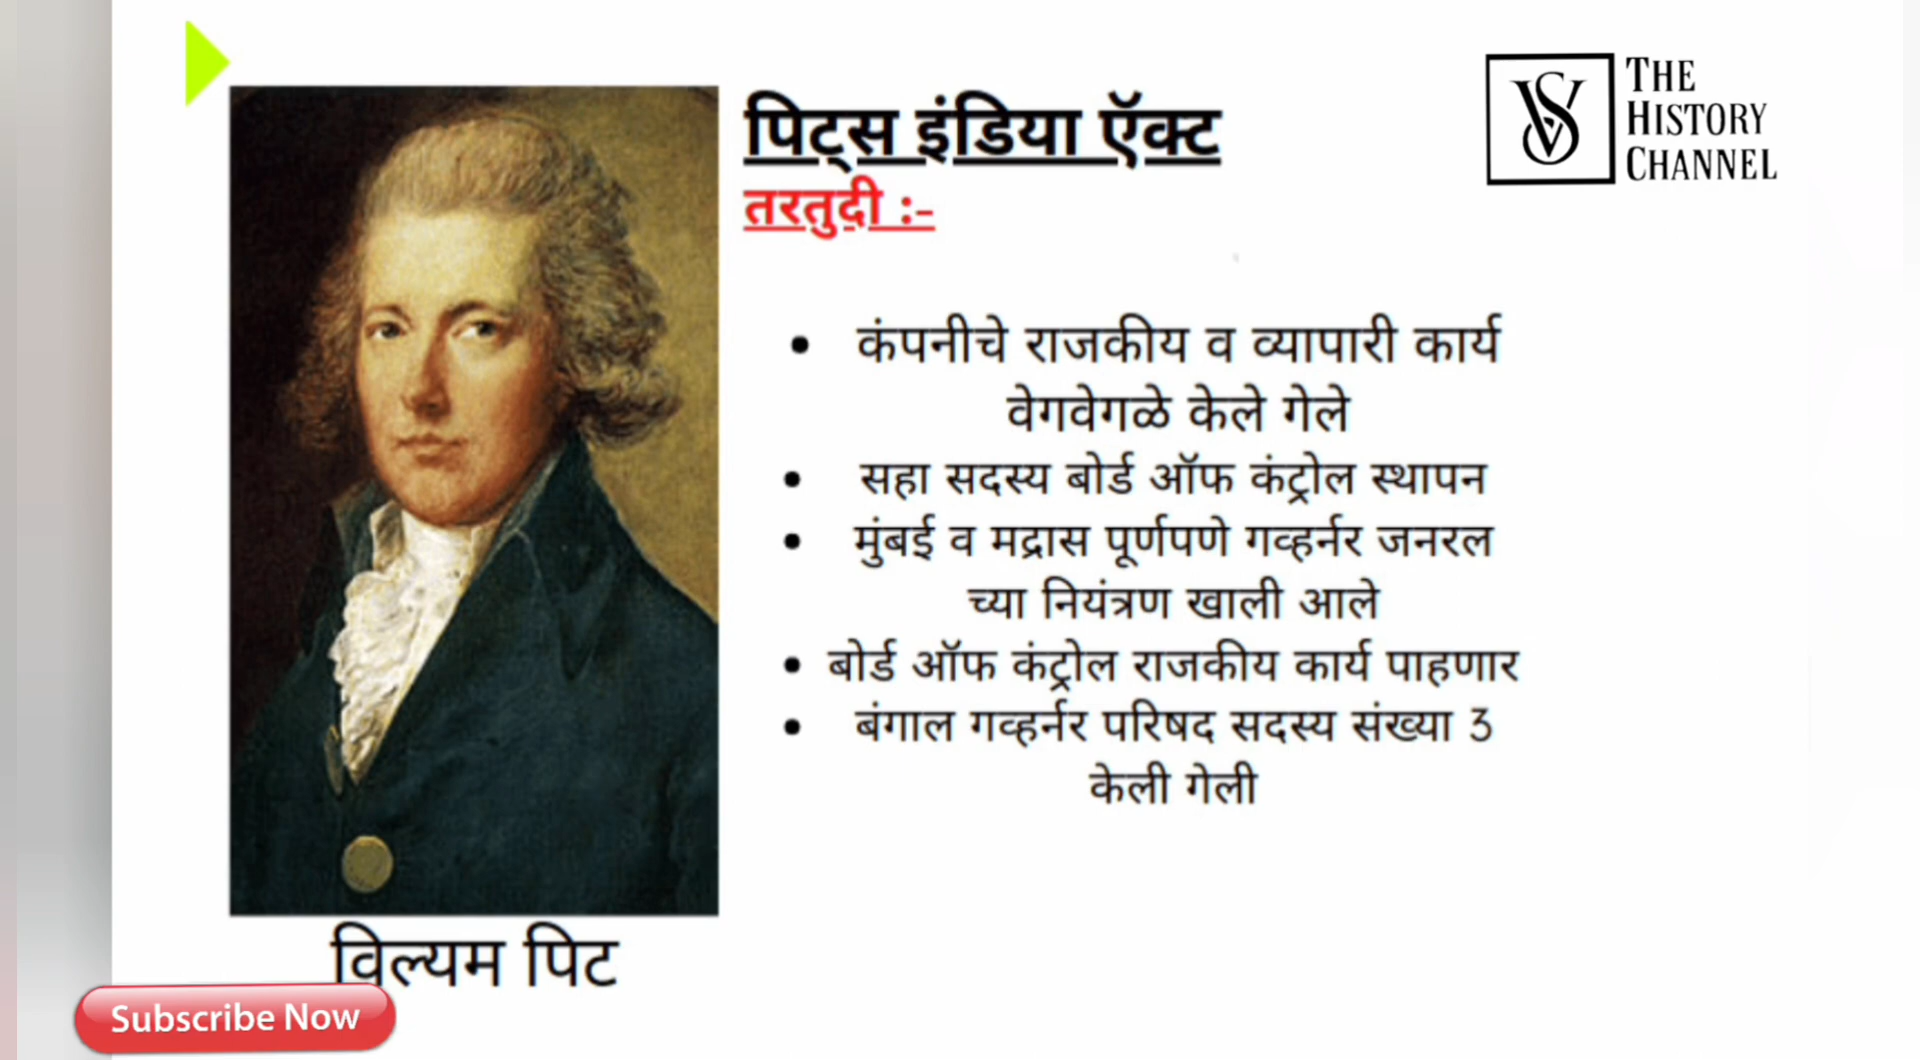 पिट्स इंडिया ऍक्ट
तरतुदी :-
THE
HISTORY
CHANNEL
• कंपनीचे राजकीय व व्यापारी कार्य
वेगवेगळे केले गेले
• सहा सदस्य बोर्ड ऑफ कंट्रोल स्थापन
• मुंबई व मद्रास पूर्णपणे गव्हर्नर जनरल
च्या नियंत्रण खाली आले
• बोर्ड ऑफ कंट्रोल राजकीय कार्य पाहणार
• बंगाल गव्हर्नर परिषद सदस्य संख्या 3
केली गेली
विल्यम पिट
Subscribe Now